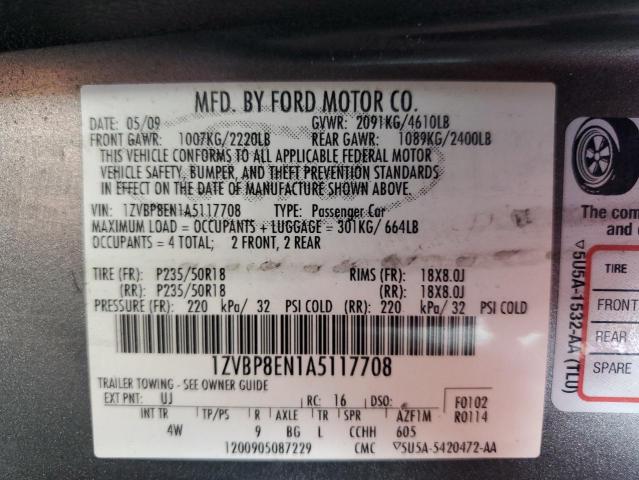 MFD. BY FORD MOTOR CO.
DATE: 05/09 GVWR: 2091KG/4610LB
FRONT GAWR: 1007KG/2220LB REAR GAWR: 1089KG/2400LB
THIS VEHICLE CONFORMS TO ALL APPLICABLE FEDERAL MOTOR
VEHICLE SAFETY, BUMPER, AND THEFT PREVENTION STANDARDS
IN EFFECT ON THE DATE OF MANUFACTURE SHOWN ABOVE.
VIN: 1ZVBP8EN1A5117708 TYPE: Passenger Car
MAXIMUM LOAD = OCCUPANTS + LUGGAGE = 301KG/ 664LB
OCCUPANTS = 4 TOTAL; 2 FRONT, 2 REAR
TIRE (FR): P235/50R18 RIMS (FR): 18X8.0J
(RR): P235/50R18 (RR): 18X8.0J
PRESSURE (FR): 220 kPa/ 32 PSI COLD (RR): 220 kPa/ 32 PSI COLD
1ZVBP8EN1A5117708
TRAILER TOWING - SEE OWNER GUIDE
EXT PNT: UJ RC: 16 DSO: F0102
INT TR TP/PS R AXLE TR SPR AZF1M R0114
4W 9 BG L CCHH 605
1200905087229 CMC ▽5U5A-5420472-AA
▽5U5A-1532-AA (TLO)
The com
and
TIRE
FRONT
REAR
SPARE